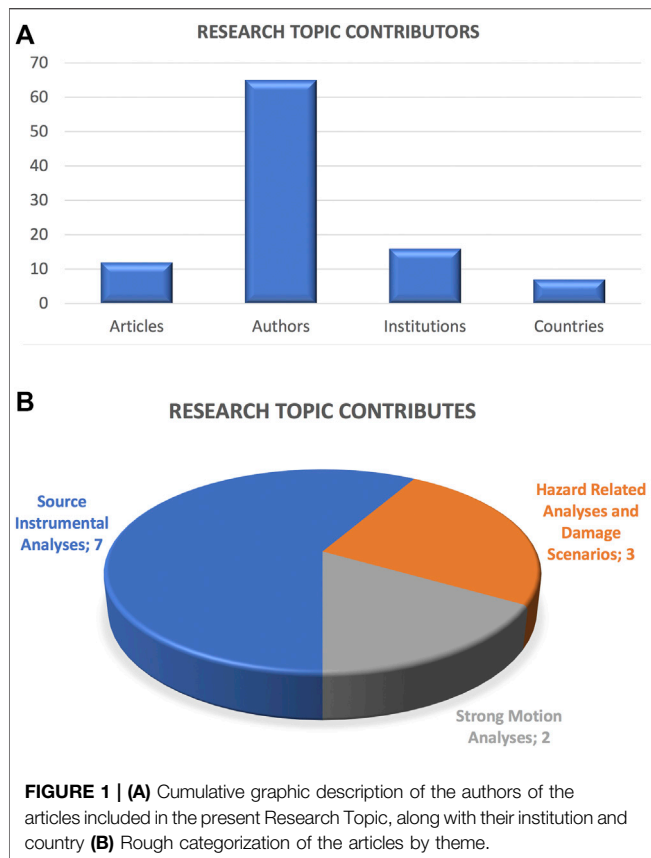 A
RESEARCH TOPIC CONTRIBUTORS
70
60
50
40
30
20
10
0
Articles
Authors
Institutions
Countries
B
RESEARCH TOPIC CONTRIBUTES
Source
Instrumental
Analyses; 7
Hazard Related
Analyses and
Damage
Scenarios; 3
Strong Motion
Analyses; 2
FIGURE 1 | (A) Cumulative graphic description of the authors of the
articles included in the present Research Topic, along with their institution and
country (B) Rough categorization of the articles by theme.